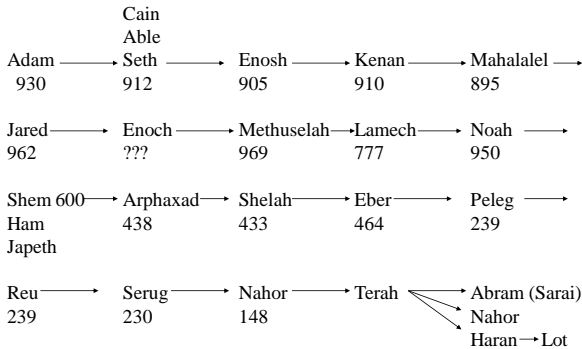 Cain
Able
Adam Seth Enosh Kenan Mahalalel
930 912 905 910 895
Jared Enoch Methuselah Lamech Noah
962 ??? 969 777 950
Shem 600 Arphaxad Shelah Eber Peleg
Ham 438 433 464 239
Japeth
Reu Serug Nahor Terah Abram (Sarai)
239 230 148 Nahor
Haran Lot